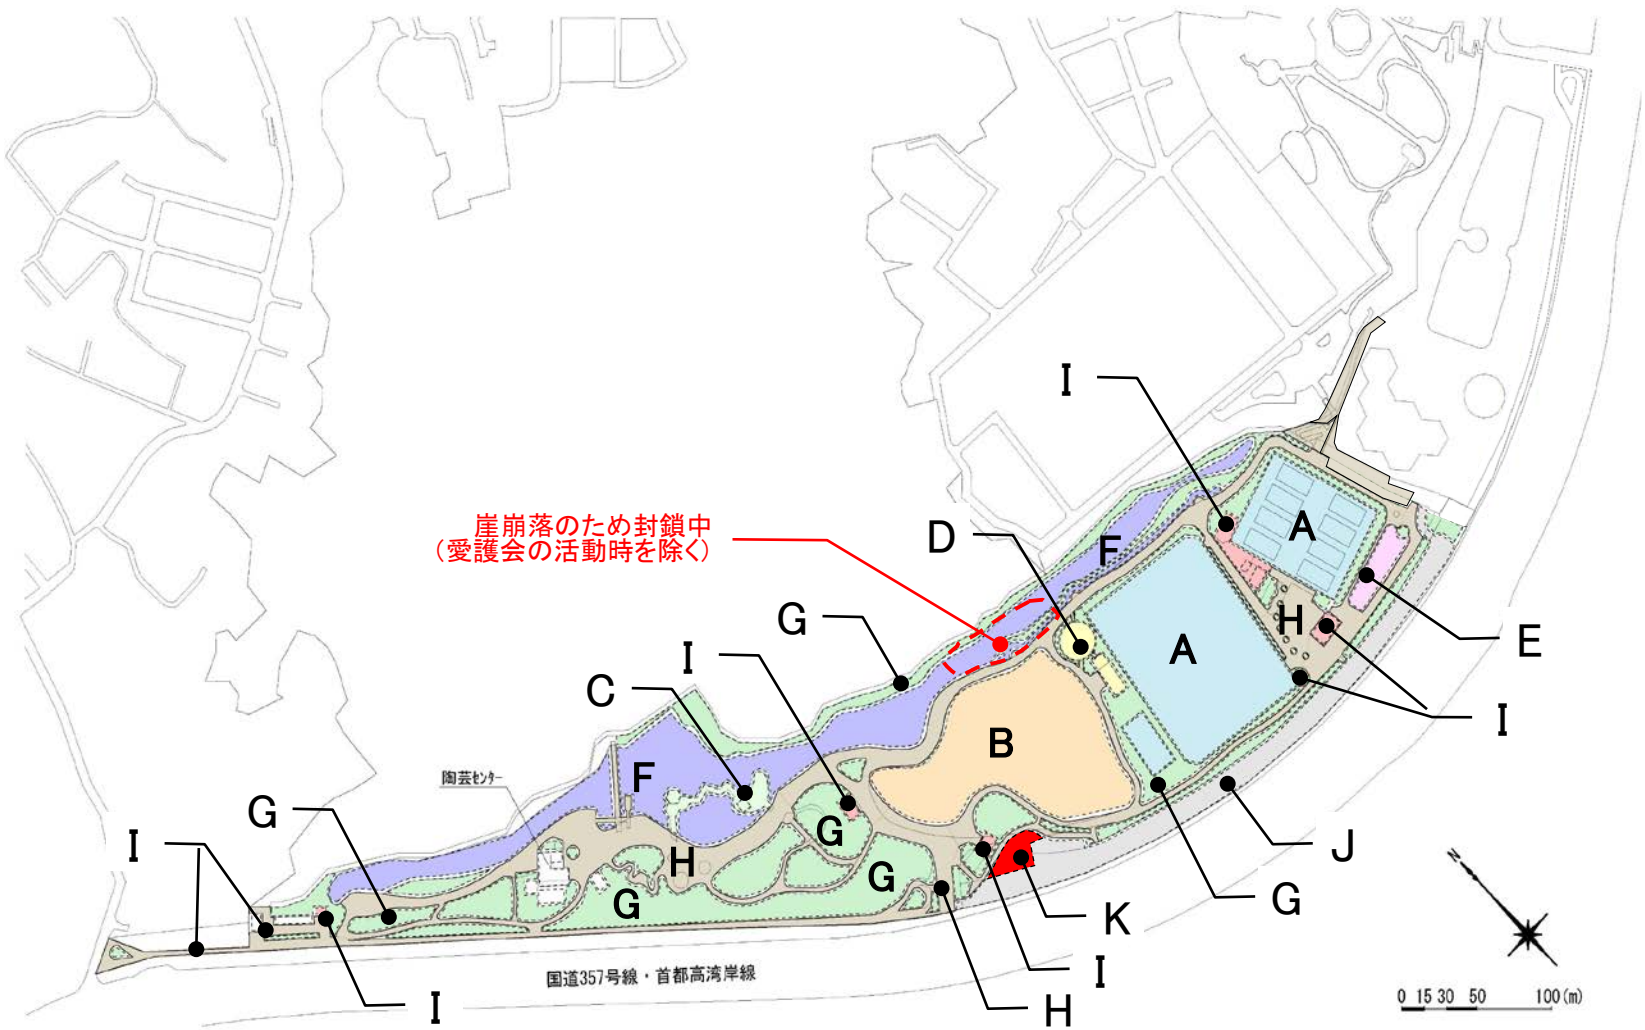 I
崖崩落のため封鎖中
(愛護会の活動時を除く)
D
F
A
G
I
H
A
E
C
I
B
陶芸センター
F
G
I
G
H
G
G
J
G
K
I
I
H
国道357号線・首都高湾岸線
N
0 15 30 50 100(m)